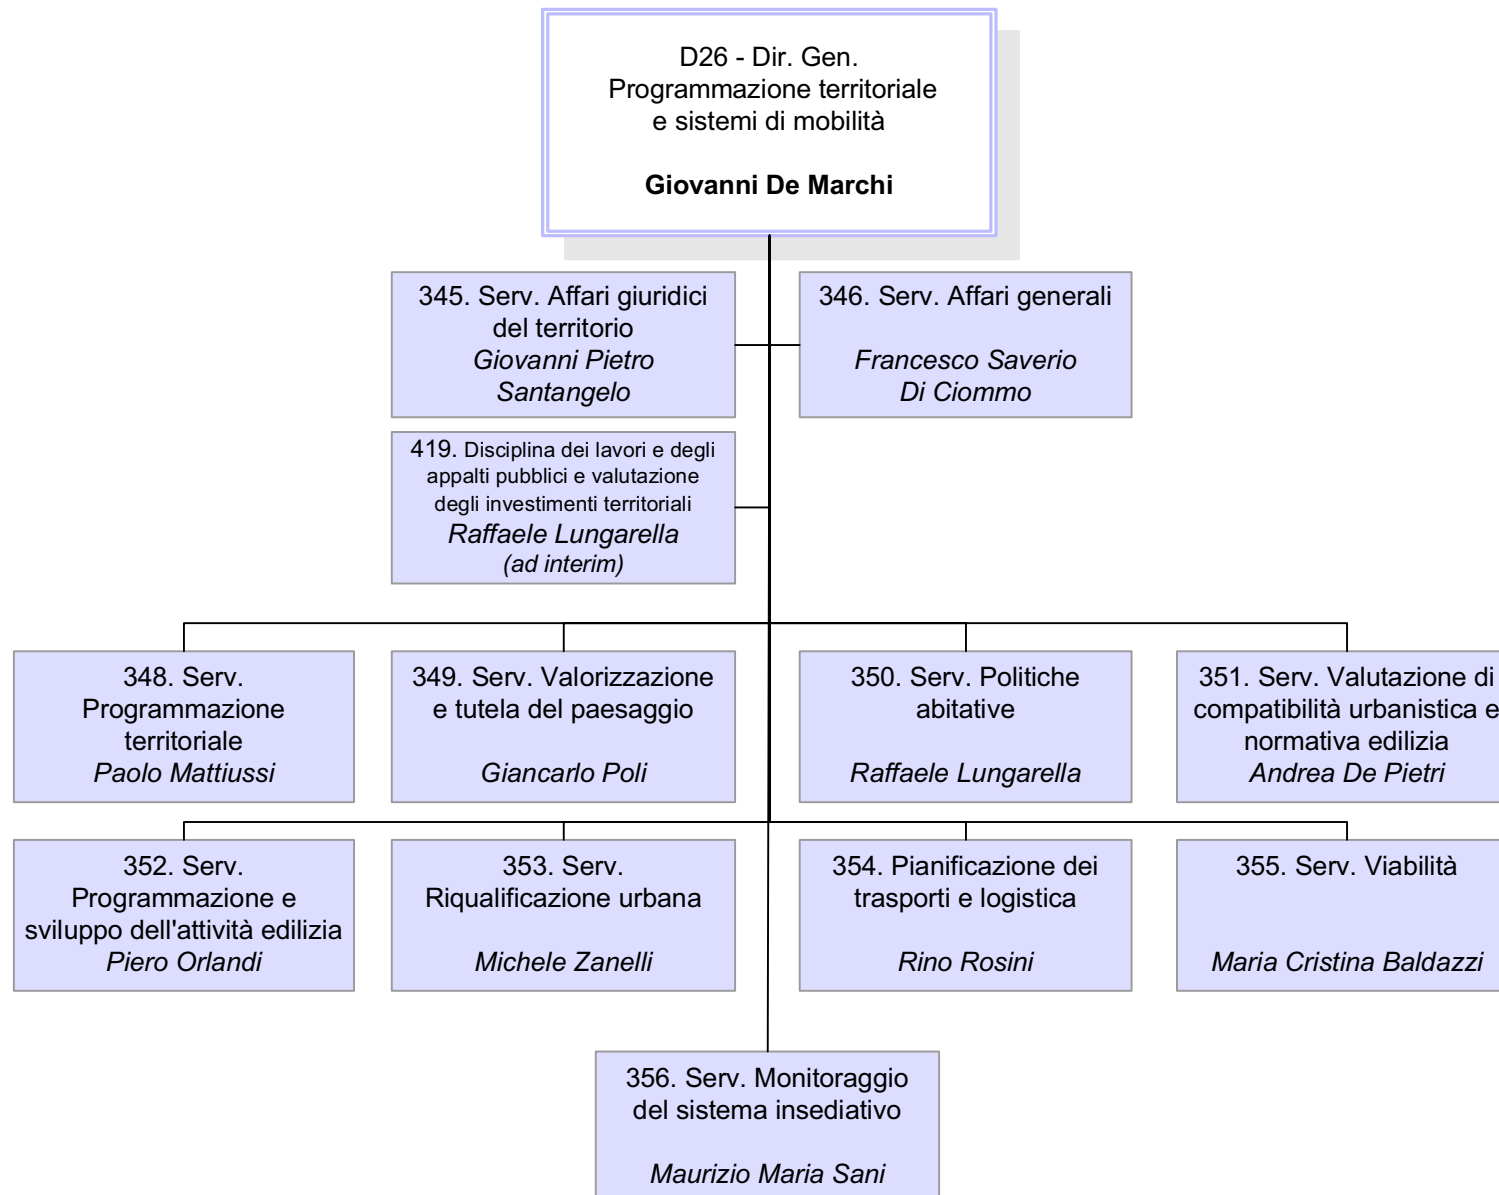 D26 - Dir. Gen.
Programmazione territoriale
e sistemi di mobilità
Giovanni De Marchi
345. Serv. Affari giuridici
del territorio
Giovanni Pietro
Santangelo
346. Serv. Affari generali
Francesco Saverio
Di Ciommo
419. Disciplina dei lavori e degli
appalti pubblici e valutazione
degli investimenti territoriali
Raffaele Lungarella
(ad interim)
348. Serv.
Programmazione
territoriale
Paolo Mattiussi
349. Serv. Valorizzazione
e tutela del paesaggio
Giancarlo Poli
350. Serv. Politiche
abitative
Raffaele Lungarella
351. Serv. Valutazione di
compatibilità urbanistica e
normativa edilizia
Andrea De Pietri
352. Serv.
Programmazione e
sviluppo dell'attività edilizia
Piero Orlandi
353. Serv.
Riqualificazione urbana
Michele Zanelli
354. Pianificazione dei
trasporti e logistica
Rino Rosini
355. Serv. Viabilità
Maria Cristina Baldazzi
356. Serv. Monitoraggio
del sistema insediativo
Maurizio Maria Sani